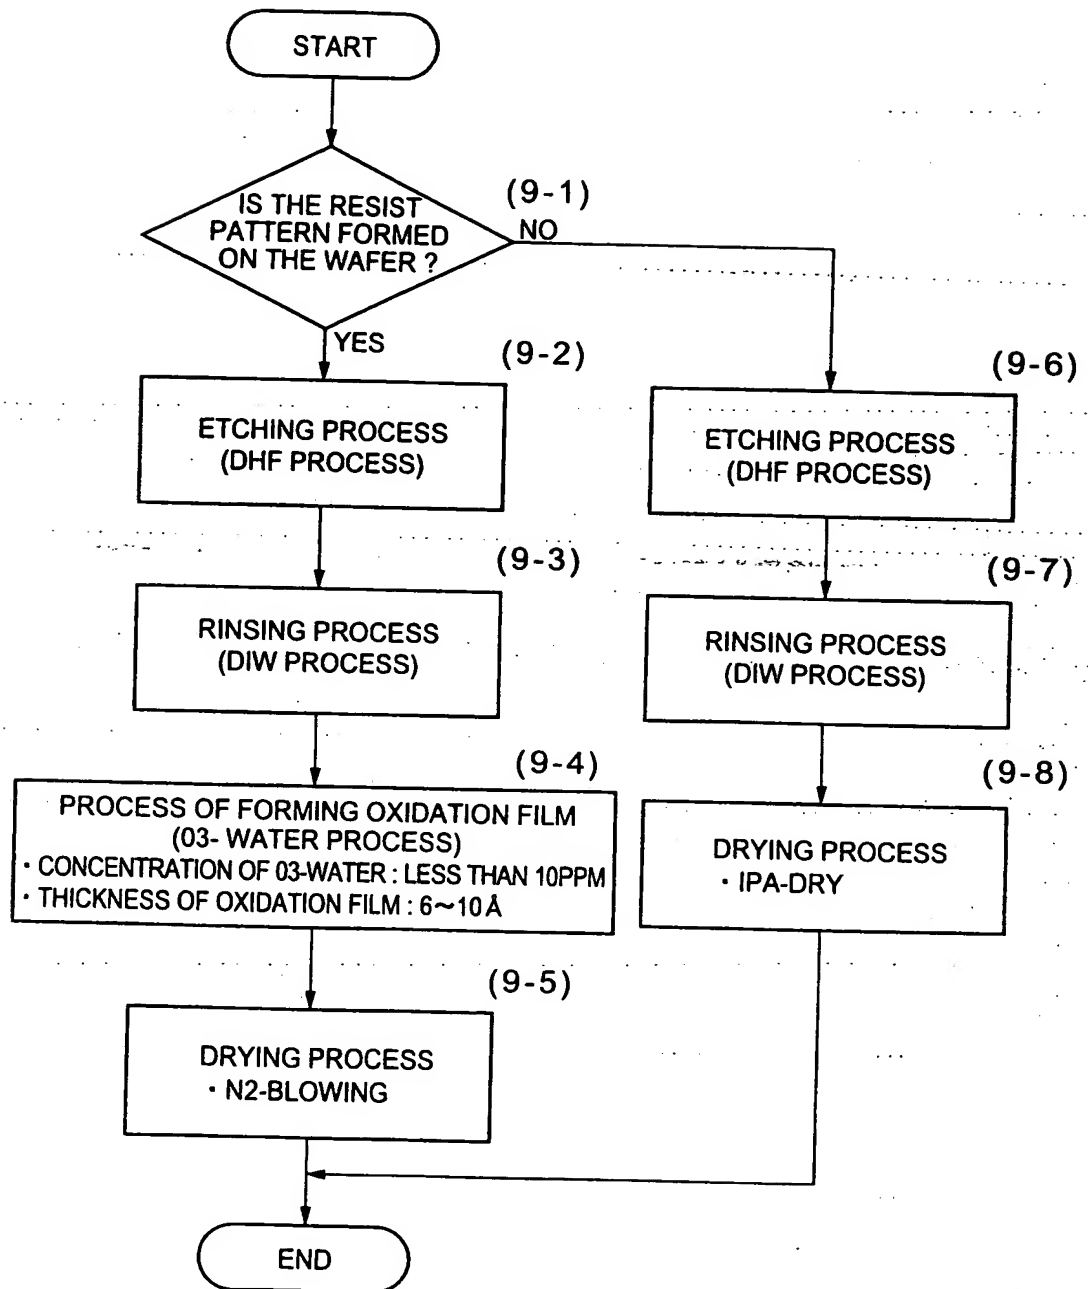 START
(9-1)
IS THE RESIST
PATTERN FORMED
ON THE WAFER ?
NO
YES
(9-2)
ETCHING PROCESS
(DHF PROCESS)
(9-3)
RINSING PROCESS
(DIW PROCESS)
(9-4)
PROCESS OF FORMING OXIDATION FILM
(03- WATER PROCESS)
・CONCENTRATION OF 03-WATER : LESS THAN 10PPM
・THICKNESS OF OXIDATION FILM : 6～10Å
(9-5)
DRYING PROCESS
・N2-BLOWING
(9-6)
ETCHING PROCESS
(DHF PROCESS)
(9-7)
RINSING PROCESS
(DIW PROCESS)
(9-8)
DRYING PROCESS
・IPA-DRY
END